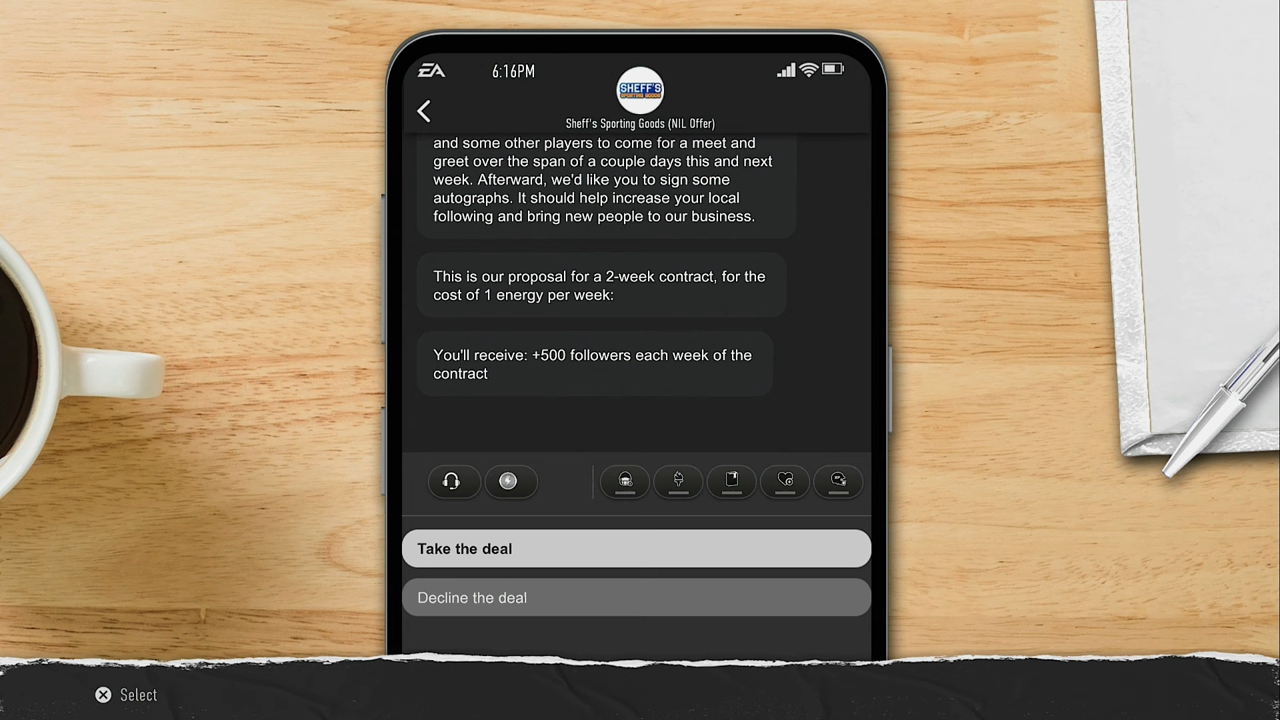 EA
6:16PM
SHEFF'S
SPORTING GOODS
Sheff's Sporting Goods (NIL Offer)
and some other players to come for a meet and
greet over the span of a couple days this and next
week. Afterward, we'd like you to sign some
autographs. It should help increase your local
following and bring new people to our business.
This is our proposal for a 2-week contract, for the
cost of 1 energy per week:
You'll receive: +500 followers each week of the
contract
Take the deal
Decline the deal
Select